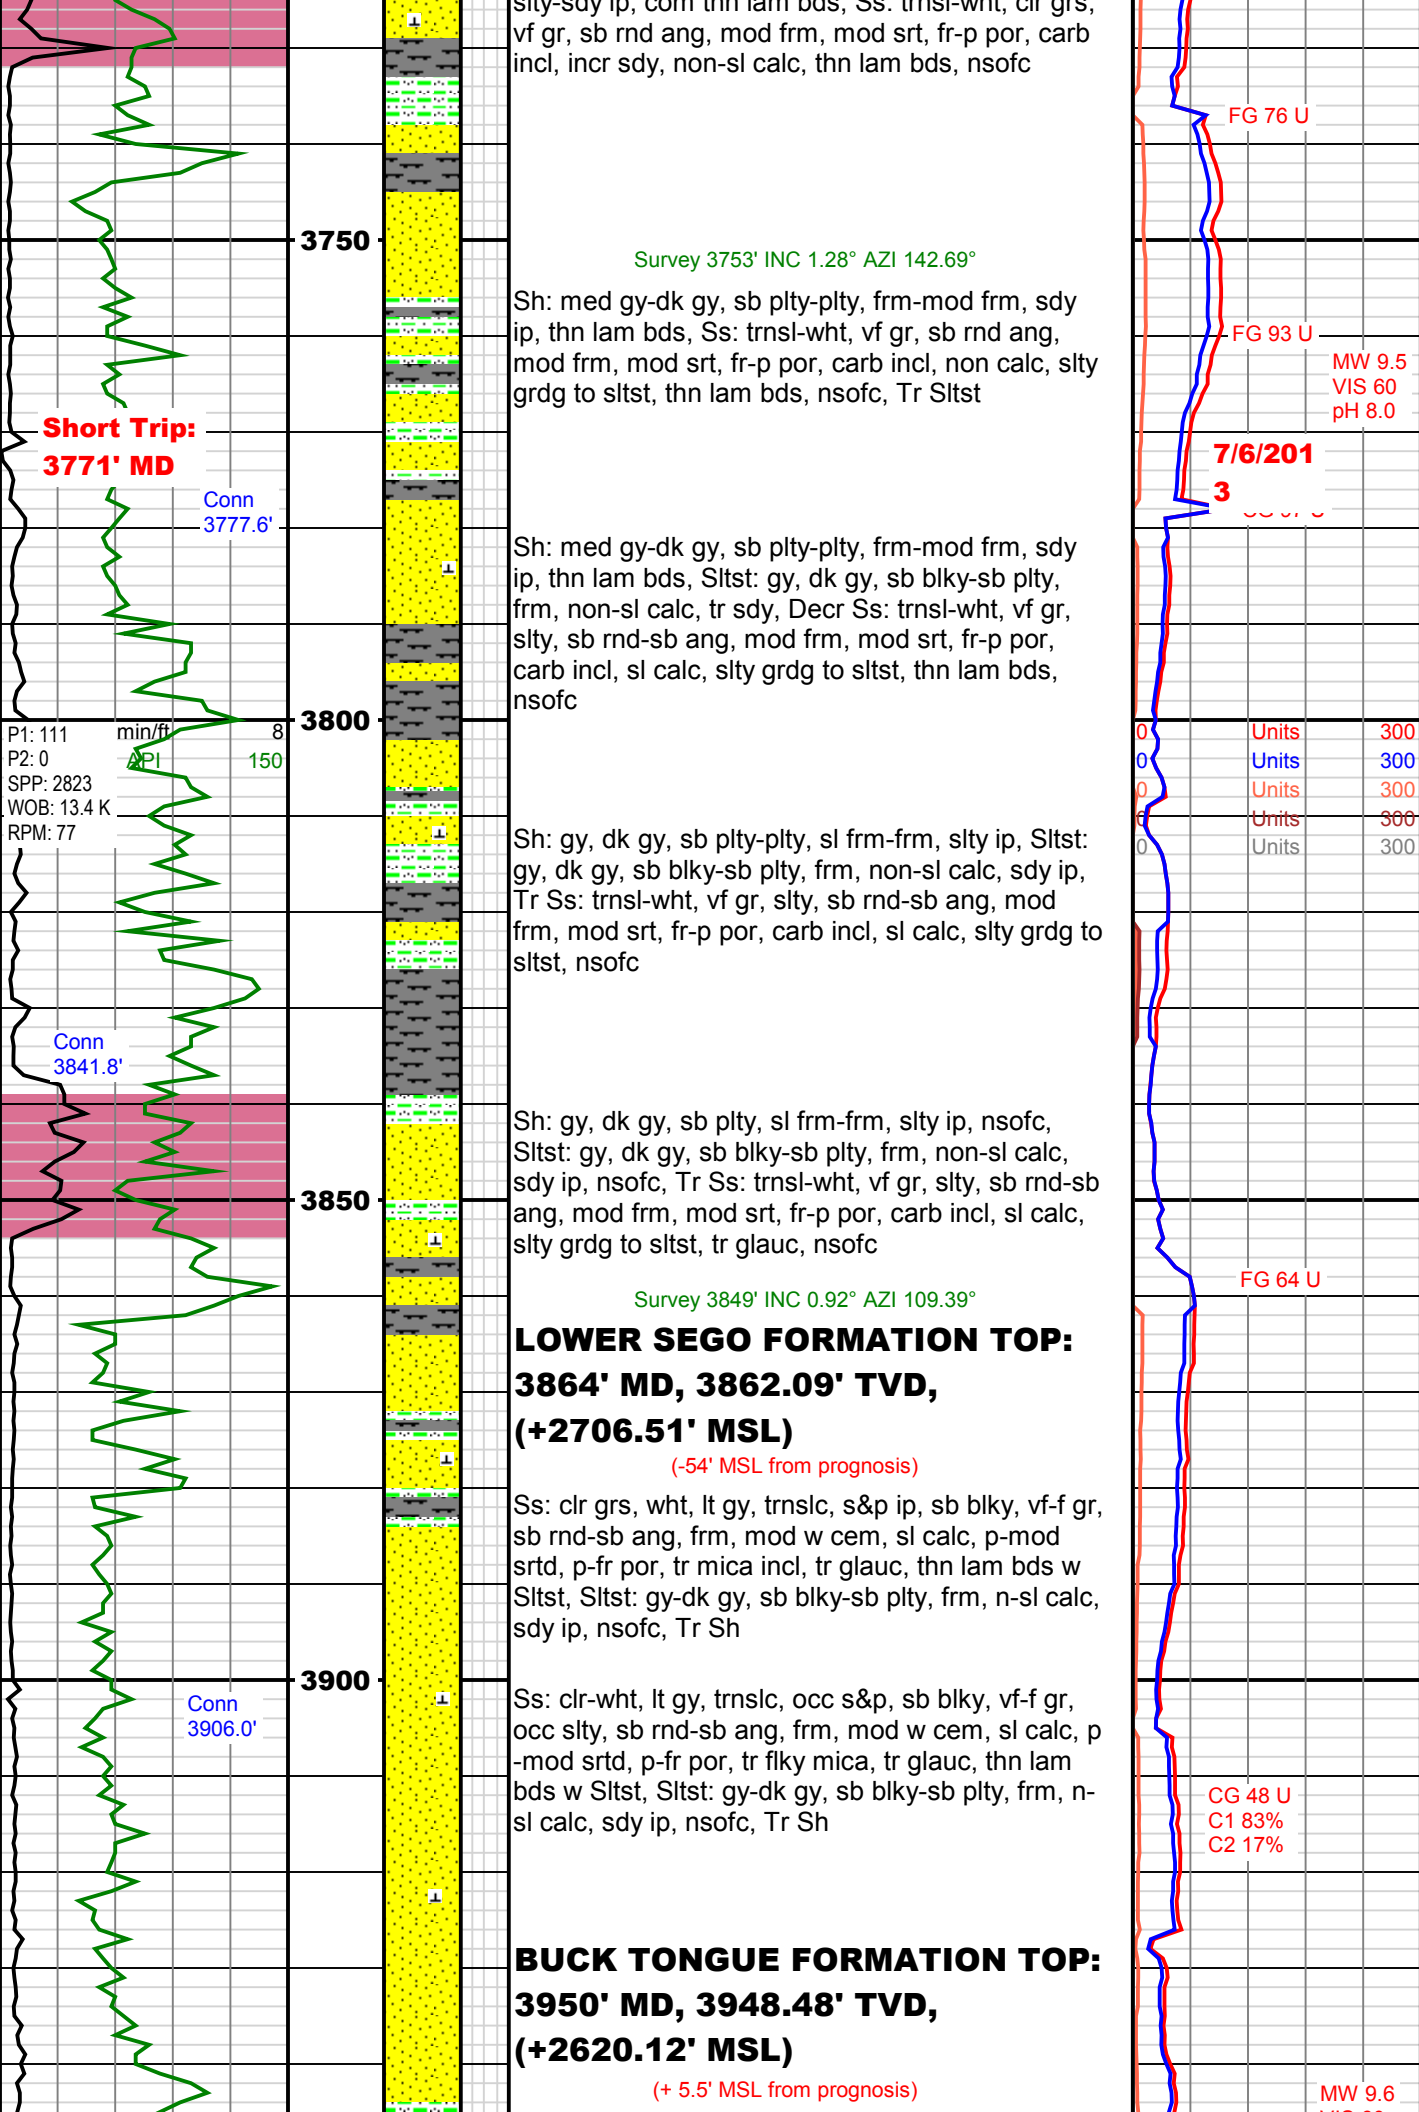 slty-sdy ip, com thn lam bds, Ss: trnsl-wht, clr grs,
vf gr, sb rnd ang, mod frm, mod srt, fr-p por, carb
incl, incr sdy, non-sl calc, thn lam bds, nsofc
FG 76 U
3750
Survey 3753' INC 1.28° AZI 142.69°
Sh: med gy-dk gy, sb plty-plty, frm-mod frm, sdy
ip, thn lam bds, Ss: trnsl-wht, vf gr, sb rnd ang,
mod frm, mod srt, fr-p por, carb incl, non calc, slty
grdg to sltst, thn lam bds, nsofc, Tr Sltst
FG 93 U
MW 9.5
VIS 60
pH 8.0
Short Trip:
3771' MD
7/6/201
3
Conn
3777.6'
Sh: med gy-dk gy, sb plty-plty, frm-mod frm, sdy
ip, thn lam bds, Sltst: gy, dk gy, sb blky-sb plty,
frm, non-sl calc, tr sdy, Decr Ss: trnsl-wht, vf gr,
slty, sb rnd-sb ang, mod frm, mod srt, fr-p por,
carb incl, sl calc, slty grdg to sltst, thn lam bds,
nsofc
3800
P1: 111
P2: 0
SPP: 2823
WOB: 13.4 K
RPM: 77
min/ft 8
API 150
0 Units 300
0 Units 300
0 Units 300
0 Units 300
0 Units 300
Sh: gy, dk gy, sb plty-plty, sl frm-frm, slty ip, Sltst:
gy, dk gy, sb blky-sb plty, frm, non-sl calc, sdy ip,
Tr Ss: trnsl-wht, vf gr, slty, sb rnd-sb ang, mod
frm, mod srt, fr-p por, carb incl, sl calc, slty grdg to
sltst, nsofc
Conn
3841.8'
Sh: gy, dk gy, sb plty, sl frm-frm, slty ip, nsofc,
Sltst: gy, dk gy, sb blky-sb plty, frm, non-sl calc,
sdy ip, nsofc, Tr Ss: trnsl-wht, vf gr, slty, sb rnd-sb
ang, mod frm, mod srt, fr-p por, carb incl, sl calc,
slty grdg to sltst, tr glauc, nsofc
3850
FG 64 U
Survey 3849' INC 0.92° AZI 109.39°
LOWER SEGO FORMATION TOP:
3864' MD, 3862.09' TVD,
(+2706.51' MSL)
(-54' MSL from prognosis)
Ss: clr grs, wht, lt gy, trnslc, s&p ip, sb blky, vf-f gr,
sb rnd-sb ang, frm, mod w cem, sl calc, p-mod
srtd, p-fr por, tr mica incl, tr glauc, thn lam bds w
Sltst, Sltst: gy-dk gy, sb blky-sb plty, frm, n-sl calc,
sdy ip, nsofc, Tr Sh
3900
Conn
3906.0'
Ss: clr-wht, lt gy, trnslc, occ s&p, sb blky, vf-f gr,
occ slty, sb rnd-sb ang, frm, mod w cem, sl calc, p
-mod srtd, p-fr por, tr flky mica, tr glauc, thn lam
bds w Sltst, Sltst: gy-dk gy, sb blky-sb plty, frm, n-
sl calc, sdy ip, nsofc, Tr Sh
CG 48 U
C1 83%
C2 17%
BUCK TONGUE FORMATION TOP:
3950' MD, 3948.48' TVD,
(+2620.12' MSL)
(+ 5.5' MSL from prognosis)
MW 9.6